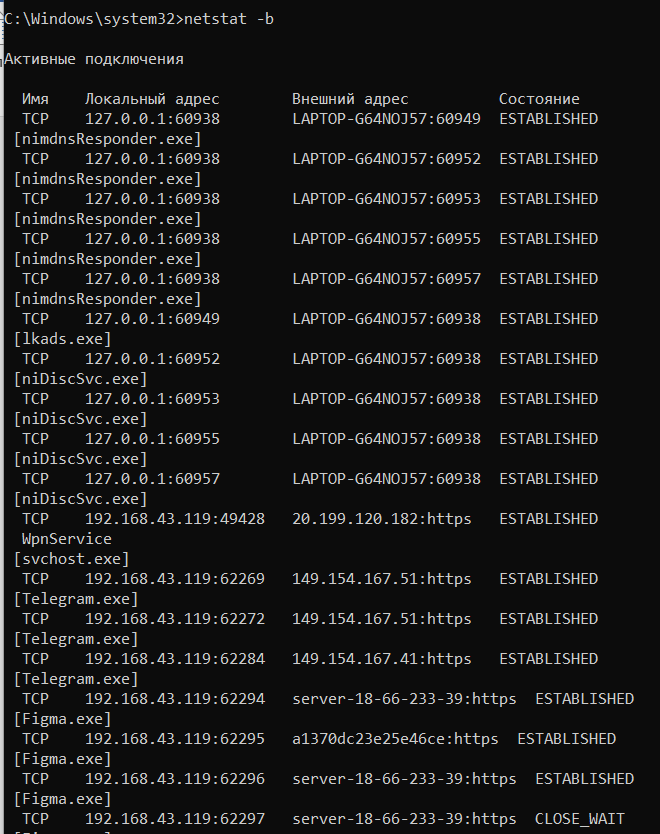 C:\Windows\system32>netstat -b
Активные подключения
Имя Локальный адрес Внешний адрес Состояние
TCP 127.0.0.1:60938 LAPTOP-G64NOJ57:60949 ESTABLISHED
[nimdnsResponder.exe]
TCP 127.0.0.1:60938 LAPTOP-G64NOJ57:60952 ESTABLISHED
[nimdnsResponder.exe]
TCP 127.0.0.1:60938 LAPTOP-G64NOJ57:60953 ESTABLISHED
[nimdnsResponder.exe]
TCP 127.0.0.1:60938 LAPTOP-G64NOJ57:60955 ESTABLISHED
[nimdnsResponder.exe]
TCP 127.0.0.1:60938 LAPTOP-G64NOJ57:60957 ESTABLISHED
[nimdnsResponder.exe]
TCP 127.0.0.1:60949 LAPTOP-G64NOJ57:60938 ESTABLISHED
[lkads.exe]
TCP 127.0.0.1:60952 LAPTOP-G64NOJ57:60938 ESTABLISHED
[niDiscSvc.exe]
TCP 127.0.0.1:60953 LAPTOP-G64NOJ57:60938 ESTABLISHED
[niDiscSvc.exe]
TCP 127.0.0.1:60955 LAPTOP-G64NOJ57:60938 ESTABLISHED
[niDiscSvc.exe]
TCP 127.0.0.1:60957 LAPTOP-G64NOJ57:60938 ESTABLISHED
[niDiscSvc.exe]
TCP 192.168.43.119:49428 20.199.120.182:https ESTABLISHED
WpnService
[svchost.exe]
TCP 192.168.43.119:62269 149.154.167.51:https ESTABLISHED
[Telegram.exe]
TCP 192.168.43.119:62272 149.154.167.51:https ESTABLISHED
[Telegram.exe]
TCP 192.168.43.119:62284 149.154.167.41:https ESTABLISHED
[Telegram.exe]
TCP 192.168.43.119:62294 server-18-66-233-39:https ESTABLISHED
[Figma.exe]
TCP 192.168.43.119:62295 a1370dc23e25e46ce:https ESTABLISHED
[Figma.exe]
TCP 192.168.43.119:62296 server-18-66-233-39:https ESTABLISHED
[Figma.exe]
TCP 192.168.43.119:62297 server-18-66-233-39:https CLOSE_WAIT